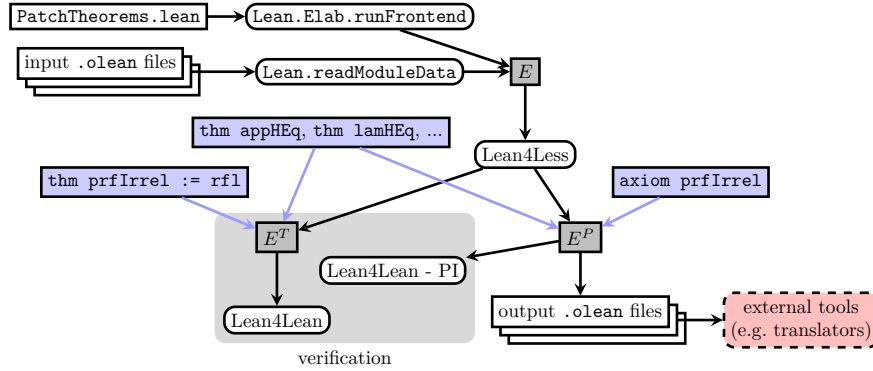 PatchTheorems.lean
Lean.Elab.runFrontend
input .olean files
Lean.readModuleData
E
thm appHEq, thm lamHEq, ...
Lean4Less
thm prfIrrel := rfl
axiom prfIrrel
E^T
E^P
Lean4Lean - PI
Lean4Lean
output .olean files
external tools
(e.g. translators)
verification